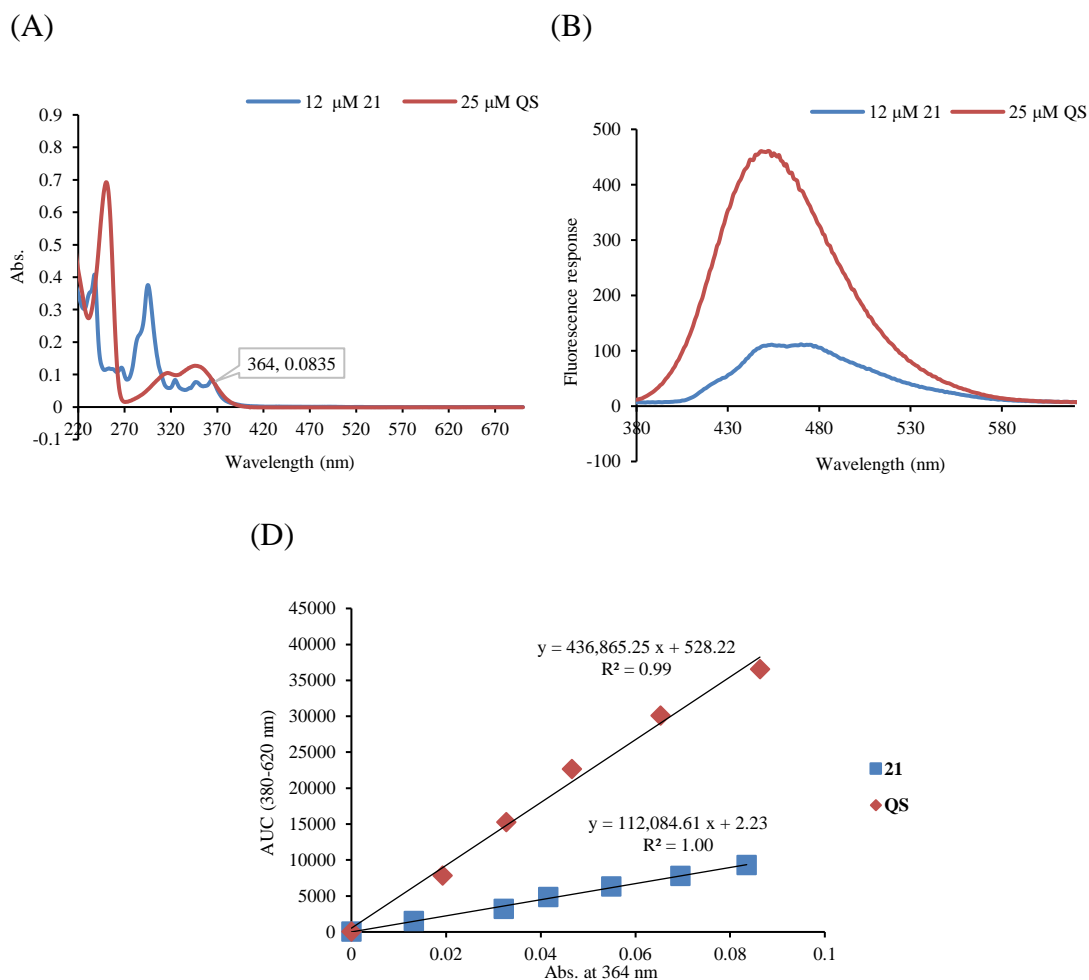 (A)
12 μM 21
25 μM QS
0.9
0.8
0.7
0.6
0.5
0.4
0.3
0.2
0.1
0
-0.1
Abs.
364, 0.0835
220 270 320 370 420 470 520 570 620 670
Wavelength (nm)
(B)
12 μM 21
25 μM QS
500
400
300
200
100
0
-100
Fluorescence response
380 430 480 530 580
Wavelength (nm)
(D)
45000
40000
35000
30000
25000
20000
15000
10000
5000
0
AUC (380-620 nm)
y = 436,865.25 x + 528.22
R² = 0.99
y = 112,084.61 x + 2.23
R² = 1.00
21
QS
0 0.02 0.04 0.06 0.08 0.1
Abs. at 364 nm